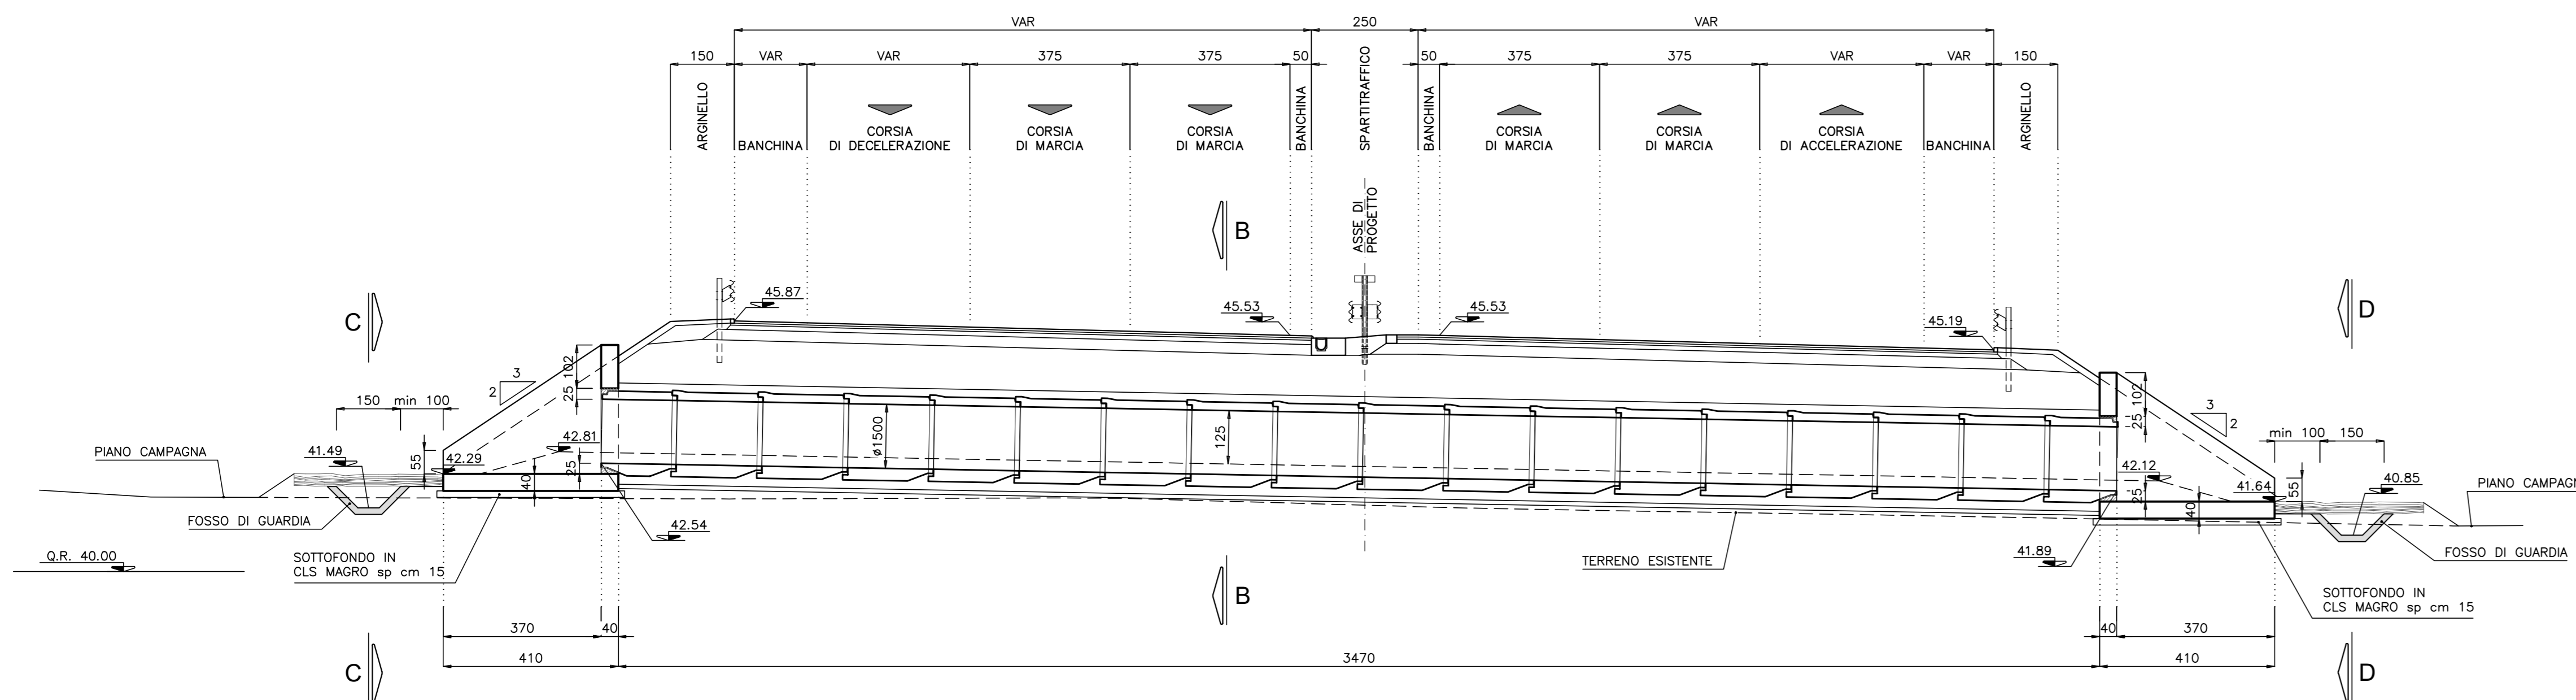 VAR
250
VAR
150
VAR
VAR
375
375
50
50
375
375
VAR
VAR
150
ARGINELLO
BANCHINA
CORSIA
DI DECELERAZIONE
CORSIA
DI MARCIA
CORSIA
DI MARCIA
BANCHINA
SPARTITRAFFICO
BANCHINA
CORSIA
DI MARCIA
CORSIA
DI MARCIA
CORSIA
DI ACCELERAZIONE
BANCHINA
ARGINELLO
ASSE DI
PROGETTO
B
C
D
45.87
45.53
45.53
45.19
102
25
3
2
150
min 100
PIANO CAMPAGNA
41.49
55
42.29
42.81
25
40
ø1500
125
102
25
3
2
min 100
150
42.12
25
41.64
40
55
40.85
PIANO CAMPAGN
FOSSO DI GUARDIA
42.54
Q.R. 40.00
SOTTOFONDO IN
CLS MAGRO sp cm 15
TERRENO ESISTENTE
41.89
FOSSO DI GUARDIA
SOTTOFONDO IN
CLS MAGRO sp cm 15
B
370
40
40
370
410
3470
410
C
D